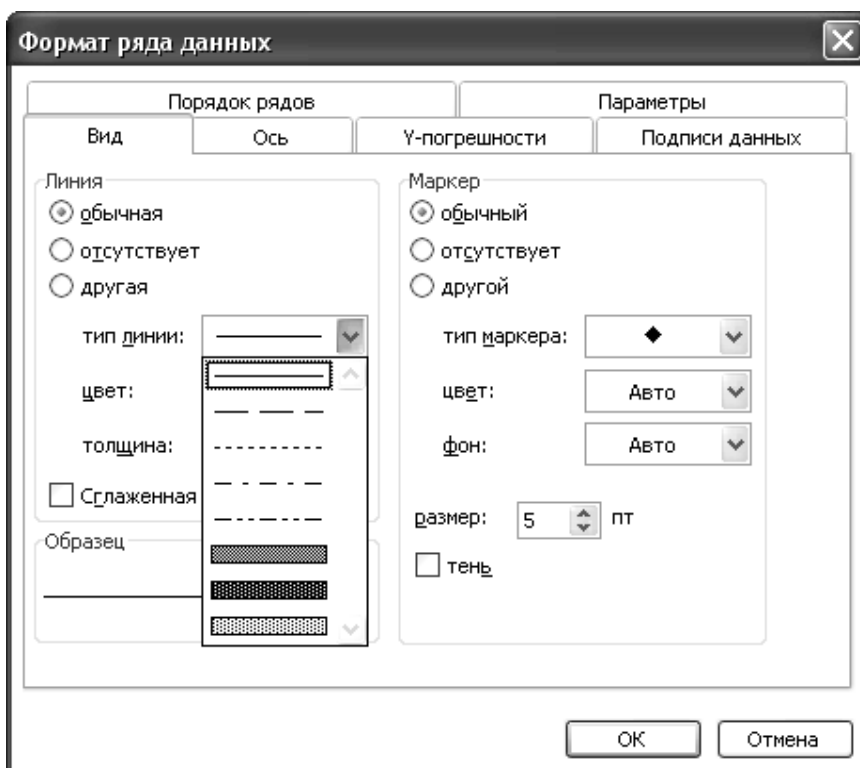 Формат ряда данных
Порядок рядов
Параметры
Вид
Ось
Y-погрешности
Подписи данных
Линия
обычная
отсутствует
другая
тип линии:
цвет:
толщина:
Сглаженная
Образец
Маркер
обычный
отсутствует
другой
тип маркера:
цвет:
Авто
фон:
Авто
размер:
5
пт
тень
ОК
Отмена